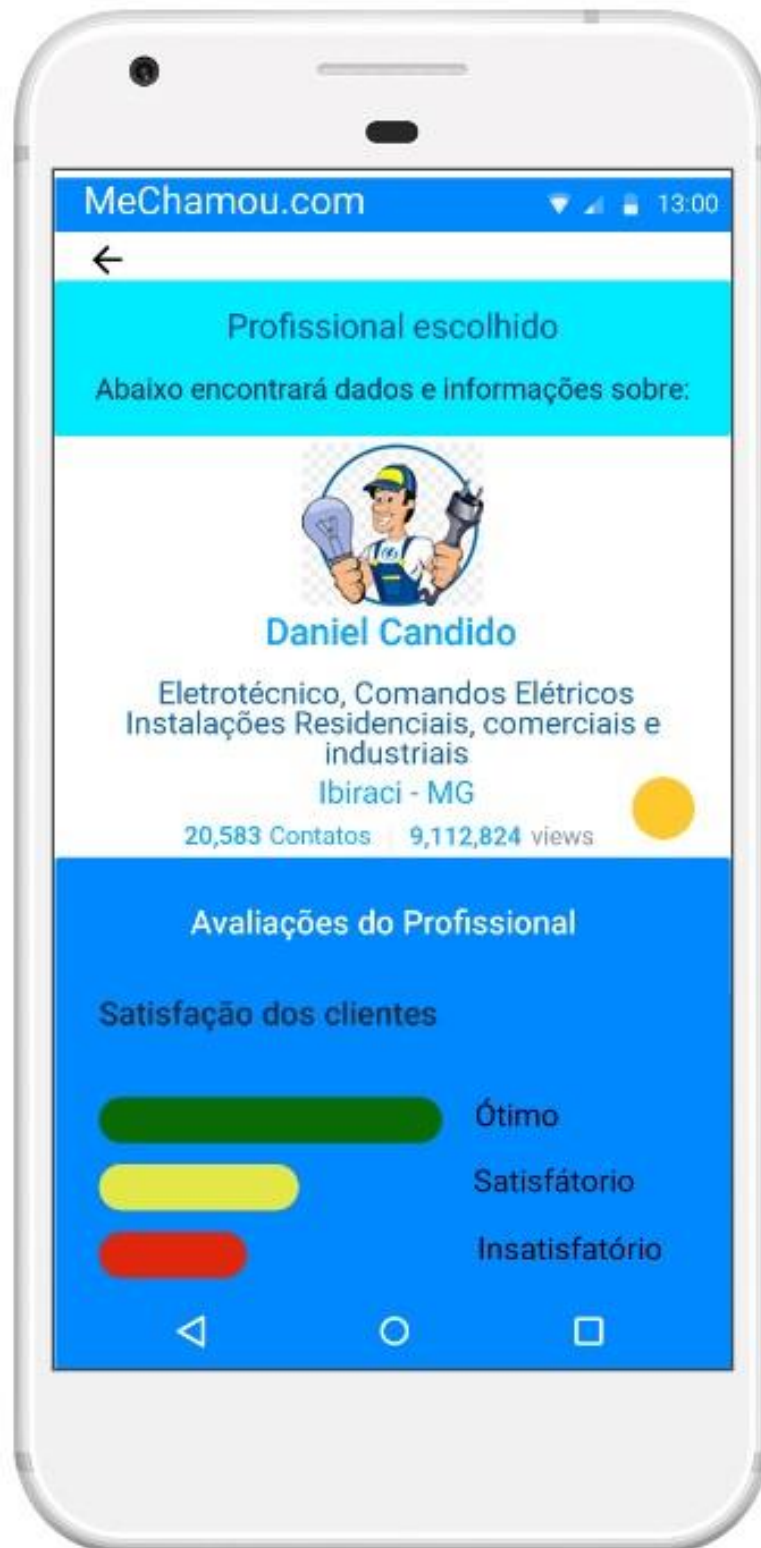 MeChamou.com 13:00
Profissional escolhido
Abaixo encontrará dados e informações sobre:
Daniel Candido
Eletrotécnico, Comandos Elétricos
Instalações Residenciais, comerciais e
industriais
Ibiraci - MG
20,583 Contatos 9,112,824 views
Avaliações do Profissional
Satisfação dos clientes
Ótimo
Satisfátorio
Insatisfatório